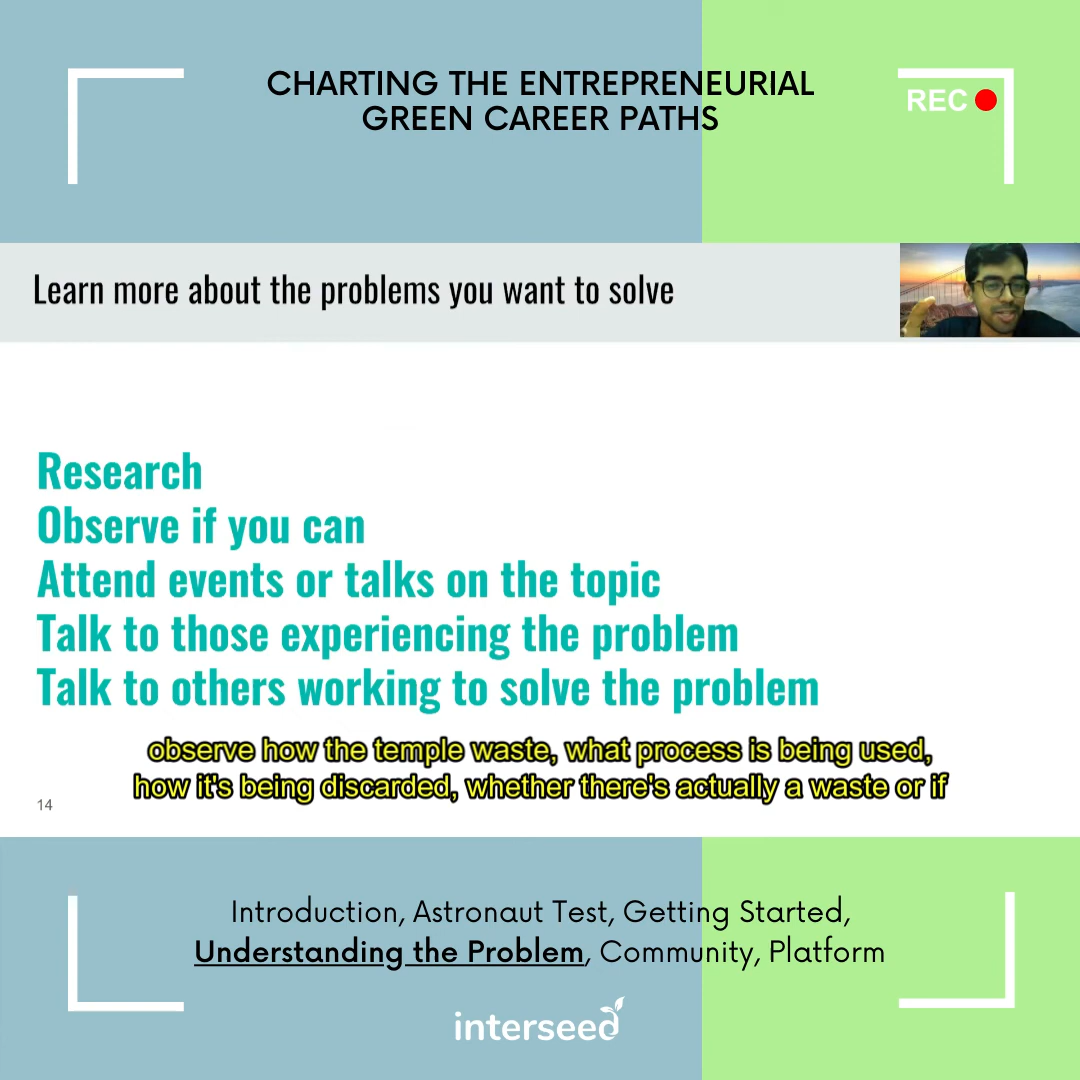 CHARTING THE ENTREPRENEURIAL
GREEN CAREER PATHS
REC
Learn more about the problems you want to solve
Research
Observe if you can
Attend events or talks on the topic
Talk to those experiencing the problem
Talk to others working to solve the problem
observe how the temple waste, what process is being used,
how it's being discarded, whether there's actually a waste or if
14
Introduction, Astronaut Test, Getting Started,
Understanding the Problem, Community, Platform
interseed